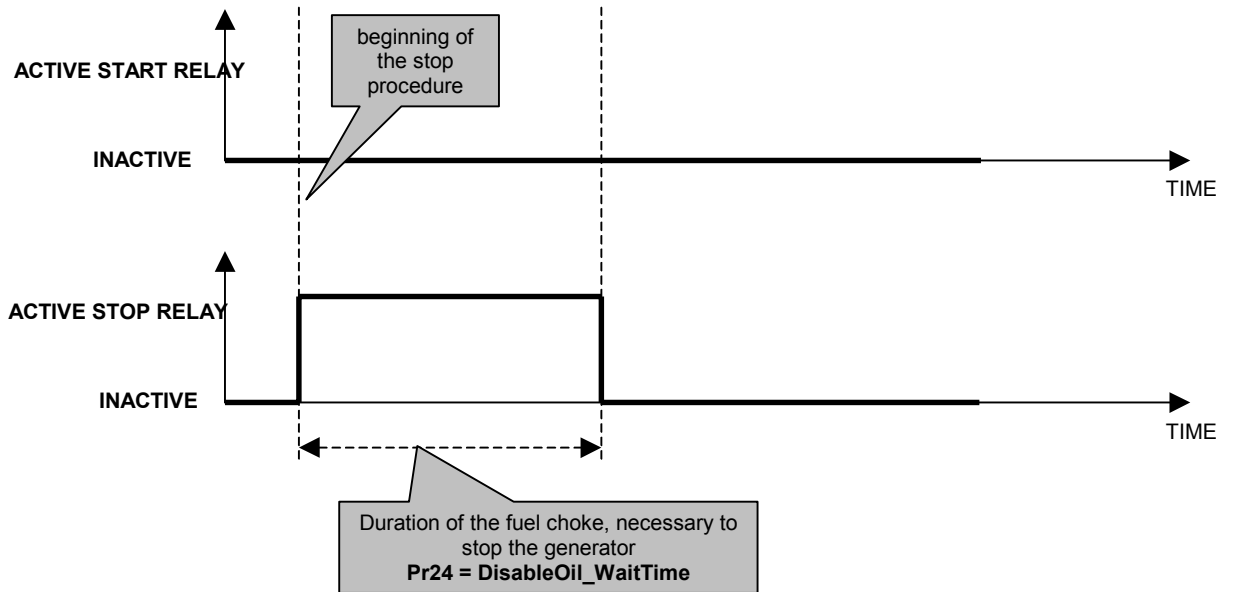 beginning of
the stop
procedure
ACTIVE START RELAY
INACTIVE
TIME
ACTIVE STOP RELAY
INACTIVE
TIME
Duration of the fuel choke, necessary to
stop the generator
Pr24 = DisableOil_WaitTime